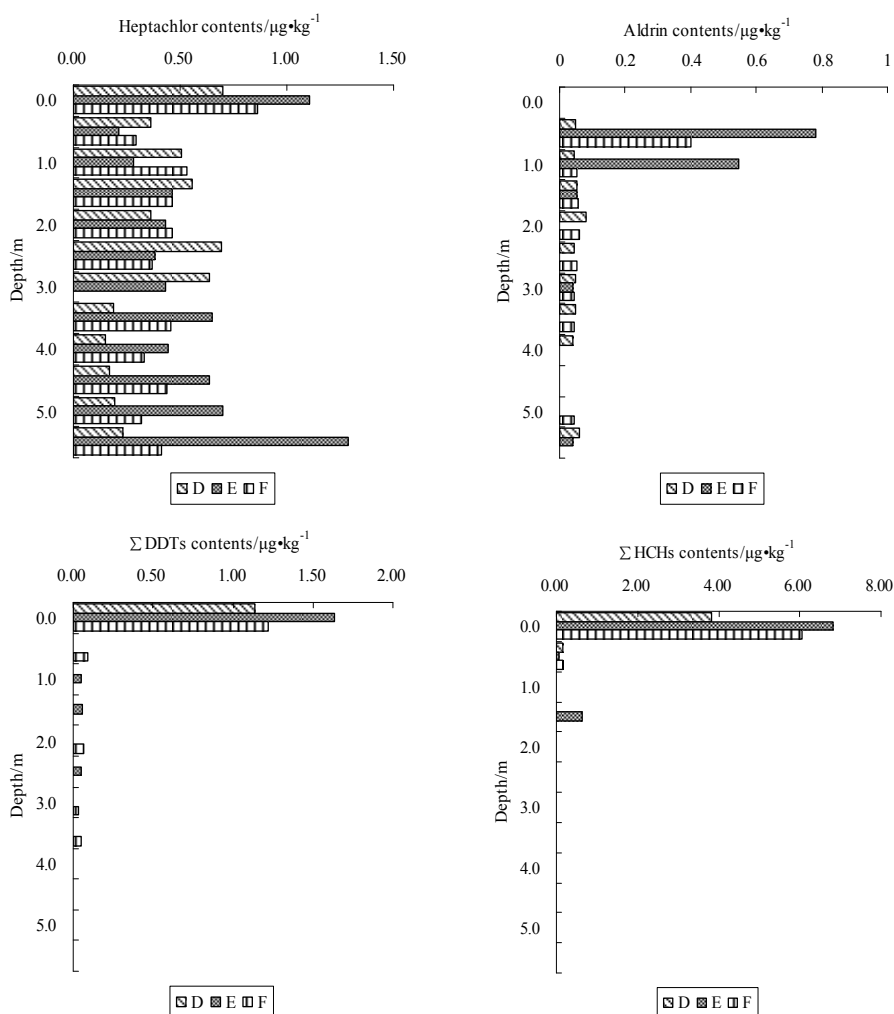 Heptachlor contents/μg•kg⁻¹
0.00 0.50 1.00 1.50
0.0
1.0
2.0
3.0
4.0
5.0
Depth/m
D E F
Aldrin contents/μg•kg⁻¹
0 0.2 0.4 0.6 0.8 1
0.0
1.0
2.0
3.0
4.0
5.0
Depth/m
D E F
∑DDTs contents/μg•kg⁻¹
0.00 0.50 1.00 1.50 2.00
0.0
1.0
2.0
3.0
4.0
5.0
Depth/m
D E F
∑HCHs contents/μg•kg⁻¹
0.00 2.00 4.00 6.00 8.00
0.0
1.0
2.0
3.0
4.0
5.0
Depth/m
D E F